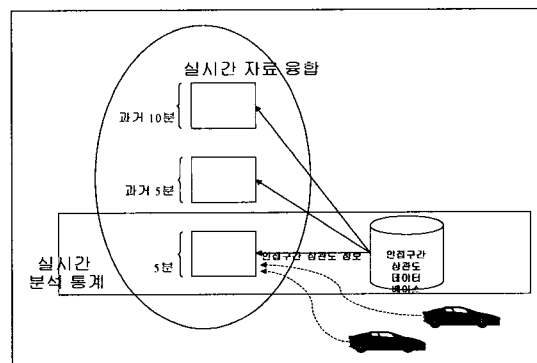 실시간 자료 융합
과거 10분
과거 5분
5분
인접구간 상관도 정보
인접구간
상관도
데이터
베이스
실시간
분석 통계